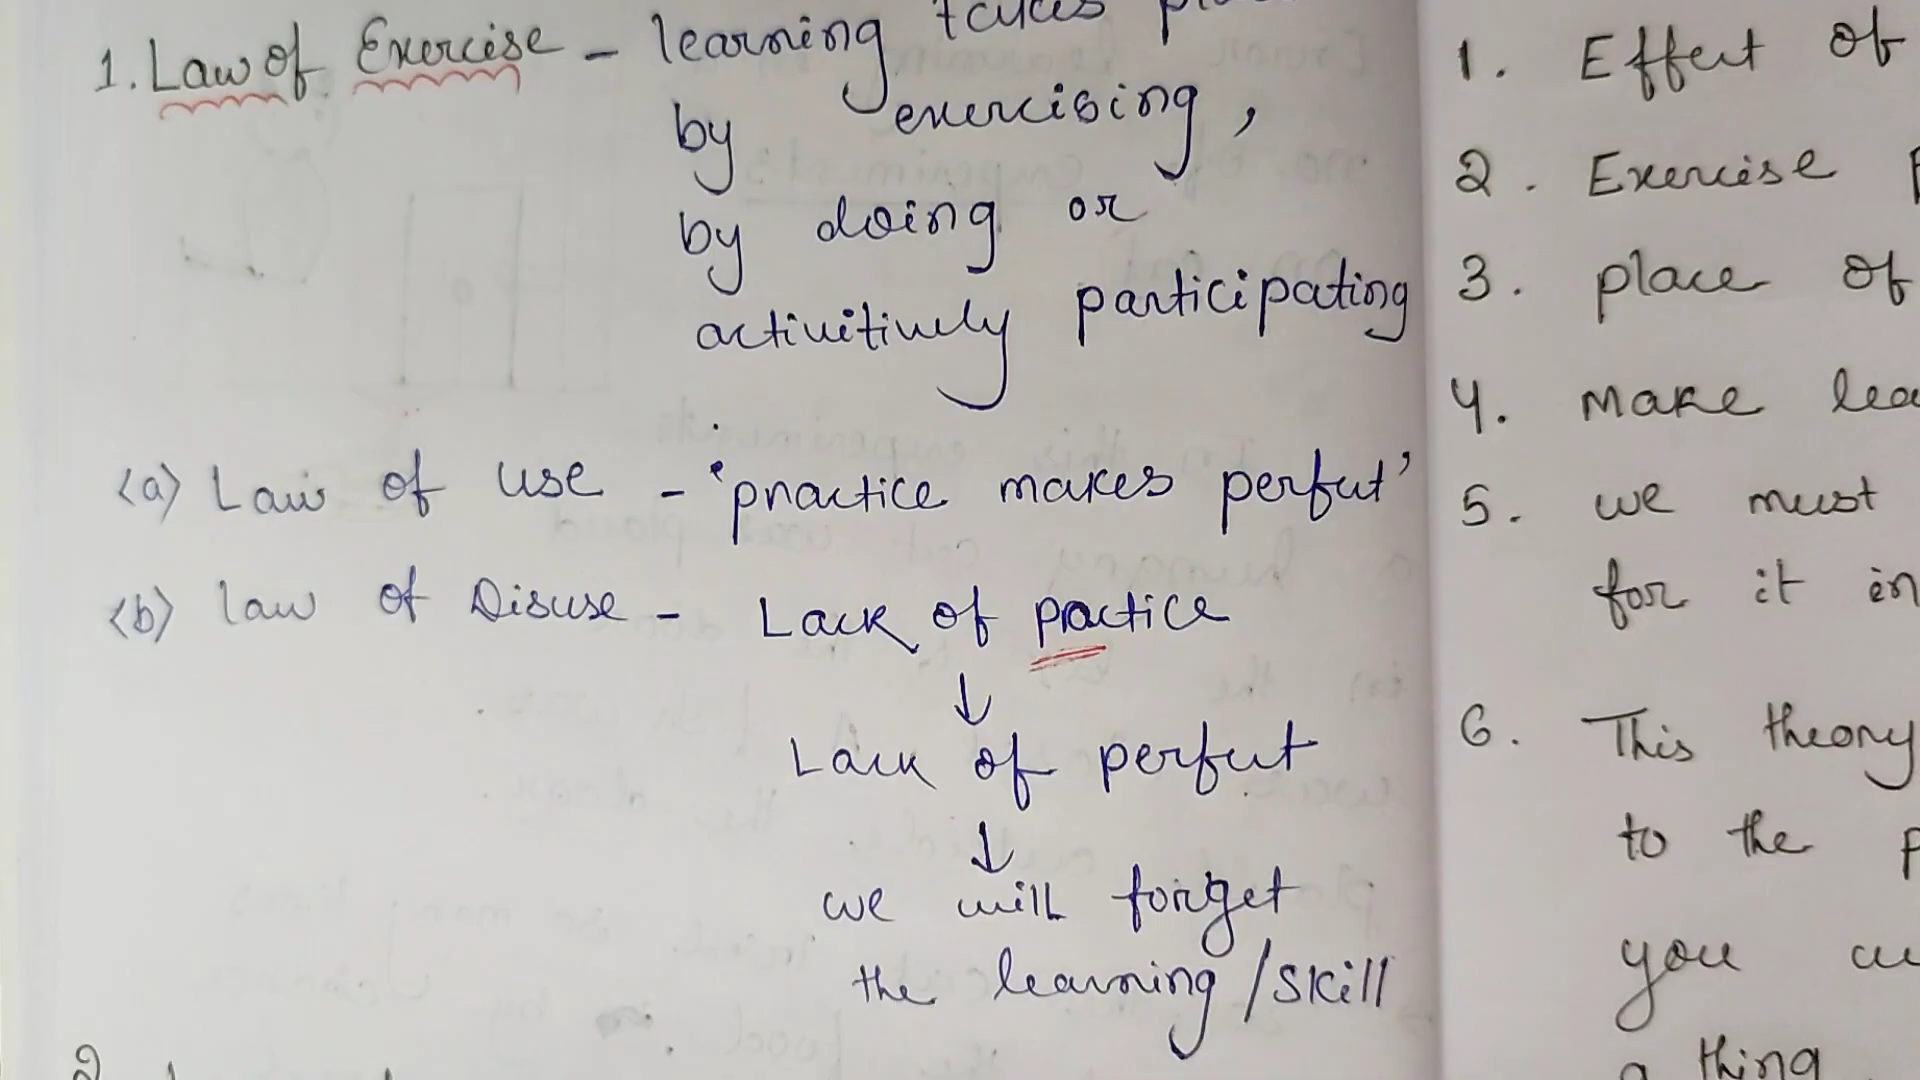 1. Law of Exercise - learning takes
by exercising,
by doing or
activitively participating
(a) Law of use - 'practice makes perfect'
(b) law of Disuse - Lack of practice
↓
Lack of perfect
↓
we will forget
the learning / skill
1. Effect of
2. Exercise
3. place of
4. Make
5. we must
for it in
6. This theory
to the
you
a thing